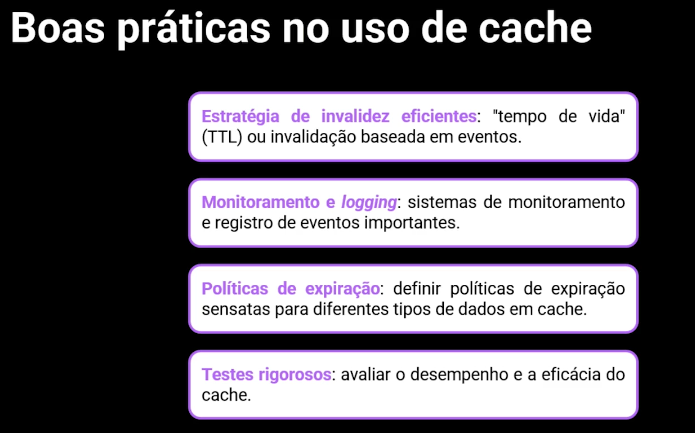 Boas práticas no uso de cache
Estratégia de invalidez eficientes: "tempo de vida"
(TTL) ou invalidação baseada em eventos.
Monitoramento e logging: sistemas de monitoramento
e registro de eventos importantes.
Políticas de expiração: definir políticas de expiração
sensatas para diferentes tipos de dados em cache.
Testes rigorosos: avaliar o desempenho e a eficácia do
cache.